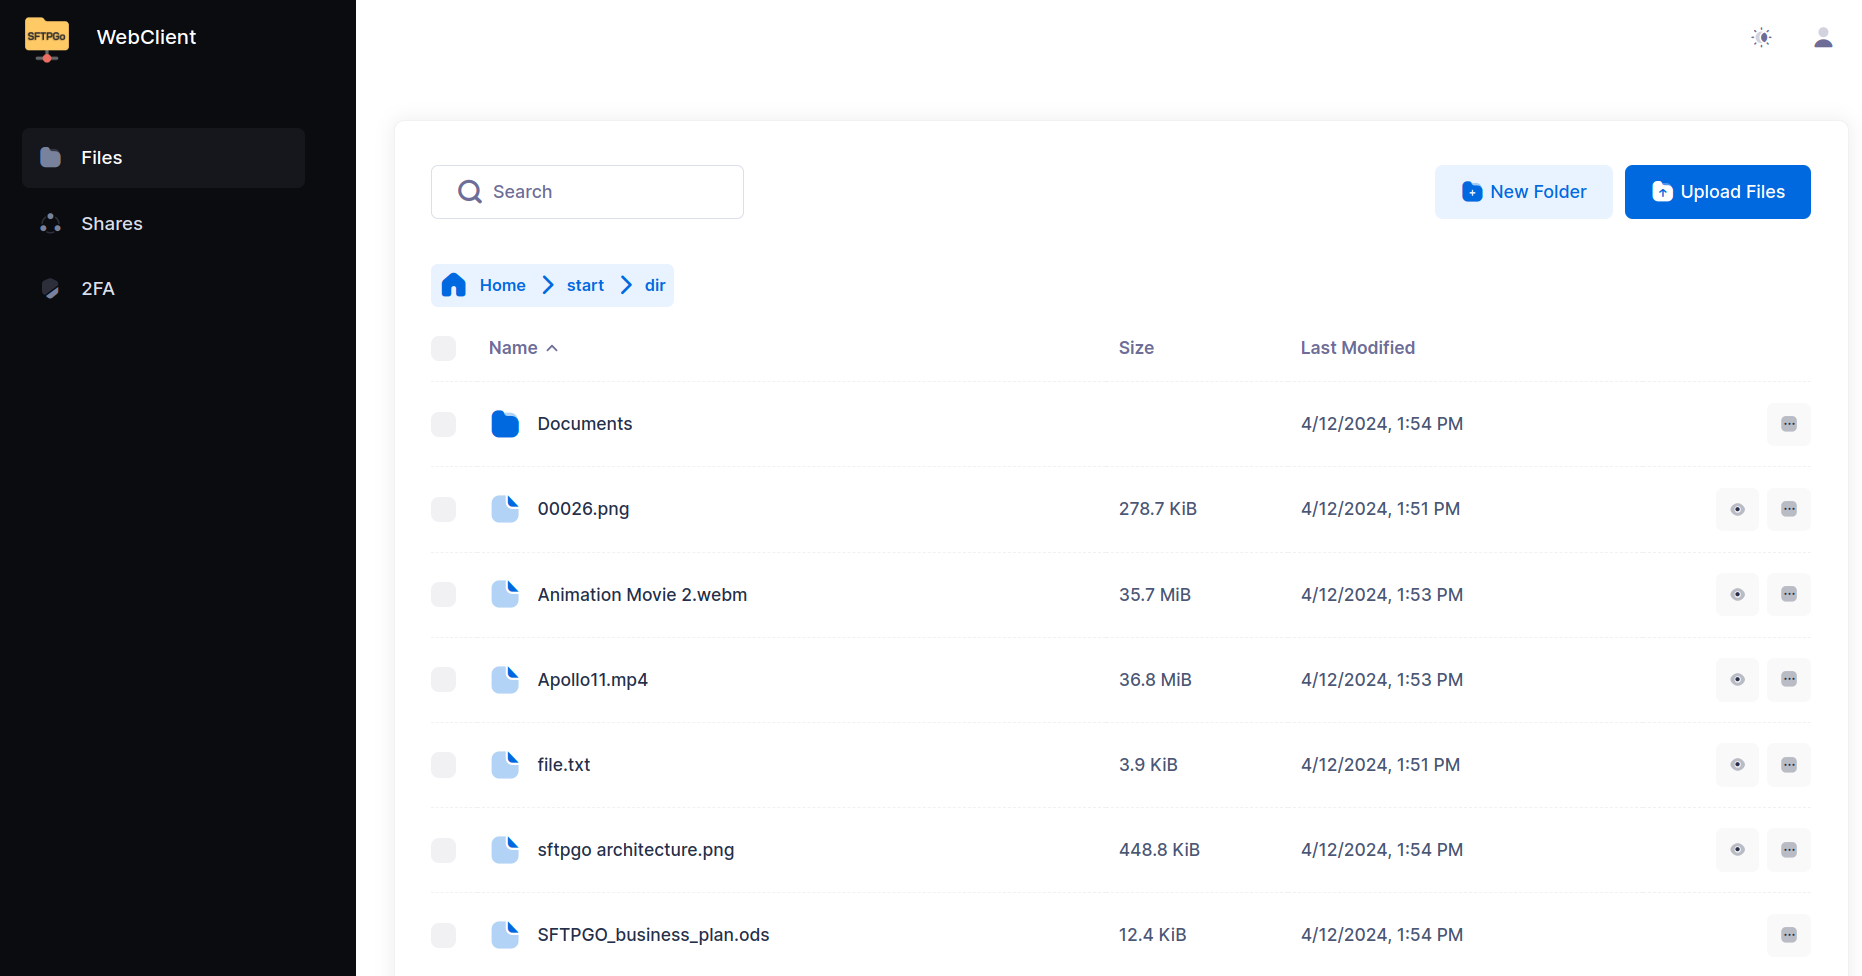 SFTPGo WebClient
Files
Shares
2FA
Search
New Folder
Upload Files
Home start dir
Name Size Last Modified
Documents 4/12/2024, 1:54 PM
00026.png 278.7 KiB 4/12/2024, 1:51 PM
Animation Movie 2.webm 35.7 MiB 4/12/2024, 1:53 PM
Apollo11.mp4 36.8 MiB 4/12/2024, 1:53 PM
file.txt 3.9 KiB 4/12/2024, 1:51 PM
sftpgo architecture.png 448.8 KiB 4/12/2024, 1:54 PM
SFTPGO_business_plan.ods 12.4 KiB 4/12/2024, 1:54 PM